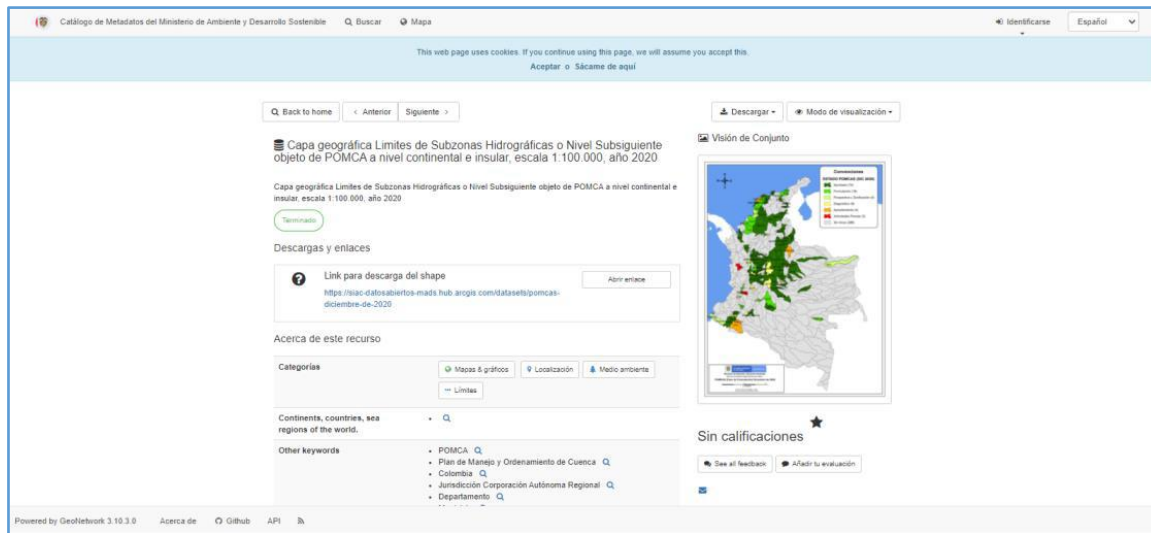 Catálogo de Metadatos del Ministerio de Ambiente y Desarrollo Sostenible
Buscar
Mapa
Identificarse
Español
This web page uses cookies. If you continue using this page, we will assume you accept this.
Aceptar o Sácame de aquí
Back to home
< Anterior
Siguiente >
Descargar
Modo de visualización
Capa geográfica Limites de Subzonas Hidrográficas o Nivel Subsiguiente
objeto de POMCA a nivel continental e insular, escala 1:100.000, año 2020
Capa geográfica Limites de Subzonas Hidrográficas o Nivel Subsiguiente objeto de POMCA a nivel continental e
insular, escala 1:100.000, año 2020
Terminado
Descargas y enlaces
Link para descarga del shape
Abrir enlace
https://siac-datosabiertos-mads.hub.arcgis.com/datasets/pomcas-
diciembre-de-2020
Acerca de este recurso
Categorías
Mapas & gráficos
Localización
Medio ambiente
Límites
Continents, countries, sea
regions of the world.
Other keywords
POMCA
Plan de Manejo y Ordenamiento de Cuenca
Colombia
Jurisdicción Corporación Autónoma Regional
Departamento
Visión de Conjunto
Convenciones
Sin calificaciones
See all feedback
Añadir tu evaluación
Powered by GeoNetwork 3.10.3.0
Acerca de
Github
API